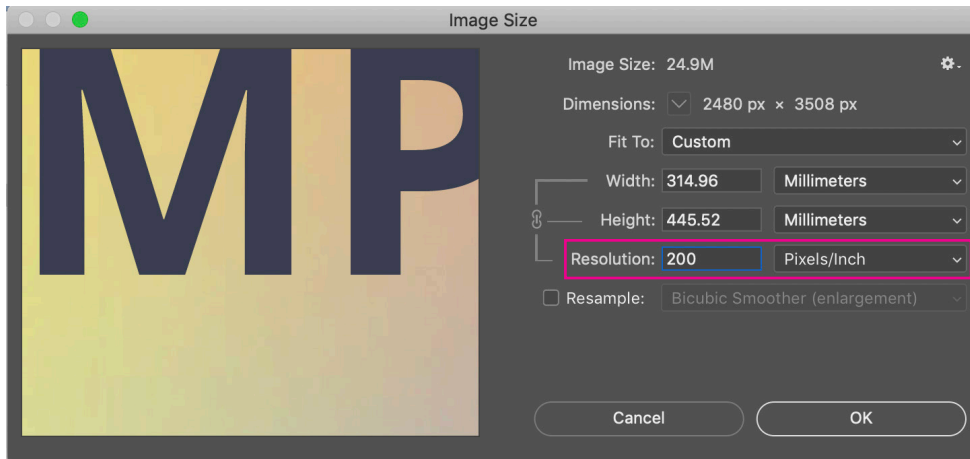 Image Size
MP
Image Size: 24.9M
Dimensions: 2480 px × 3508 px
Fit To: Custom
Width: 314.96 Millimeters
Height: 445.52 Millimeters
Resolution: 200 Pixels/Inch
Resample: Bicubic Smoother (enlargement)
Cancel OK